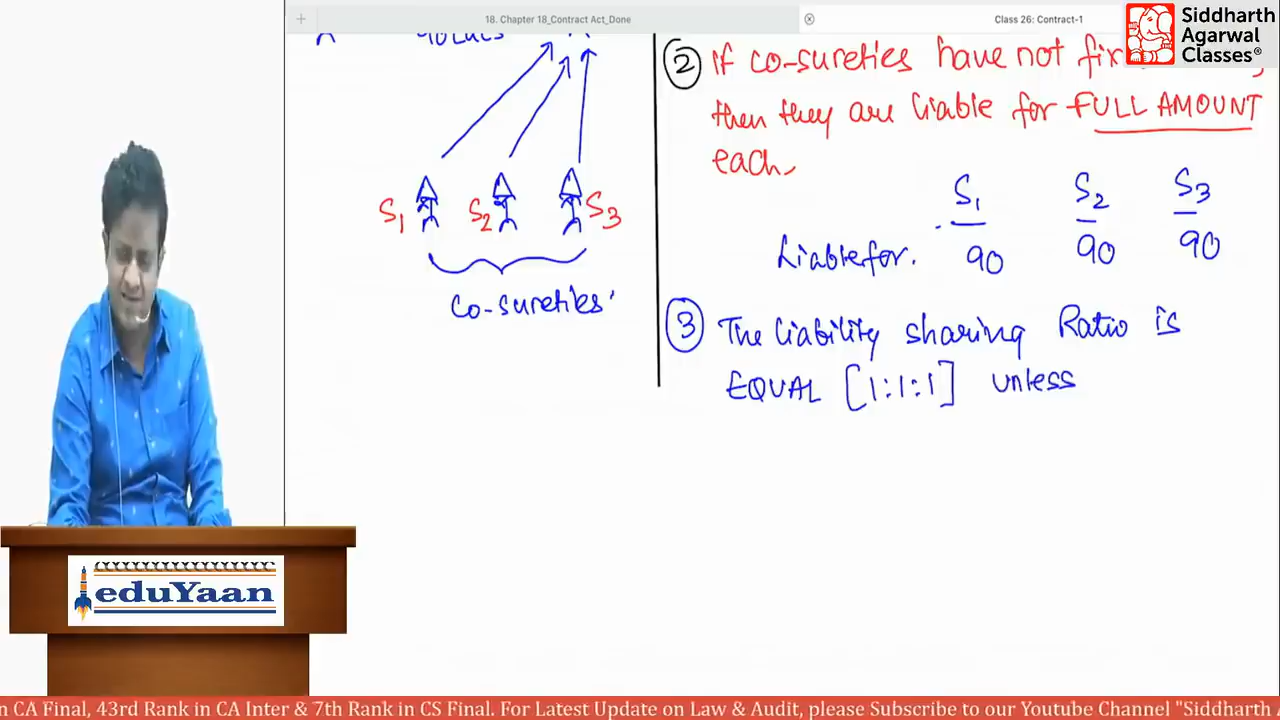 18. Chapter 18_Contract Act_Done
Class 26: Contract-1
Siddharth
Agarwal
Classes®
② If co-sureties have not
then they are liable for FULL AMOUNT
each.
S1 S2 S3
Liable for. 90 90 90
S1 S2 S3
Co-sureties
③ The liability sharing Ratio is
EQUAL [1:1:1] unless
eduYaan
in CA Final, 43rd Rank in CA Inter & 7th Rank in CS Final. For Latest Update on Law & Audit, please Subscribe to our Youtube Channel "Siddharth